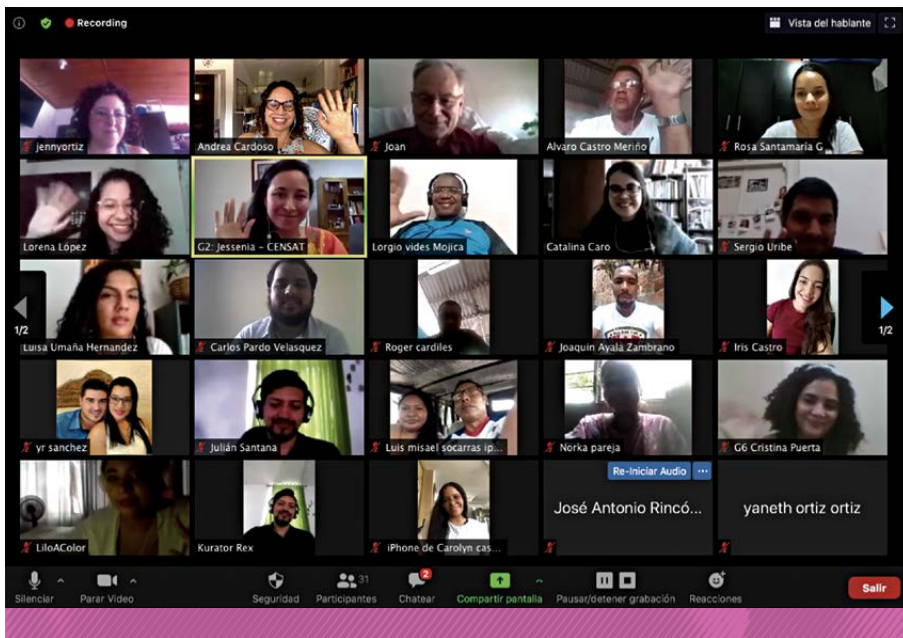 Recording
Vista del hablante
jennyortiz
Andrea Cardoso
Joan
Alvaro Castro Meriño
Rosa Santamaria G
Lorena López
G2: Jessenia - CENSAT
Lorgio vides Mojica
Catalina Caro
Sergio Uribe
1/2
1/2
Luisa Umaña Hernandez
Carlos Pardo Velasquez
Roger cardiles
Joaquin Ayala Zambrano
Iris Castro
yr sanchez
Julián Santana
Luis misael socarras ip...
Norka pareja
G6 Cristina Puerta
Re-Iniciar Audio ...
LiloAColor
Kurator Rex
iPhone de Carolyn cas...
José Antonio Rincó...
yaneth ortiz ortiz
31
2
Silenciar
Parar Video
Seguridad
Participantes
Chatear
Compartir pantalla
Pausar/detener grabación
Reacciones
Salir